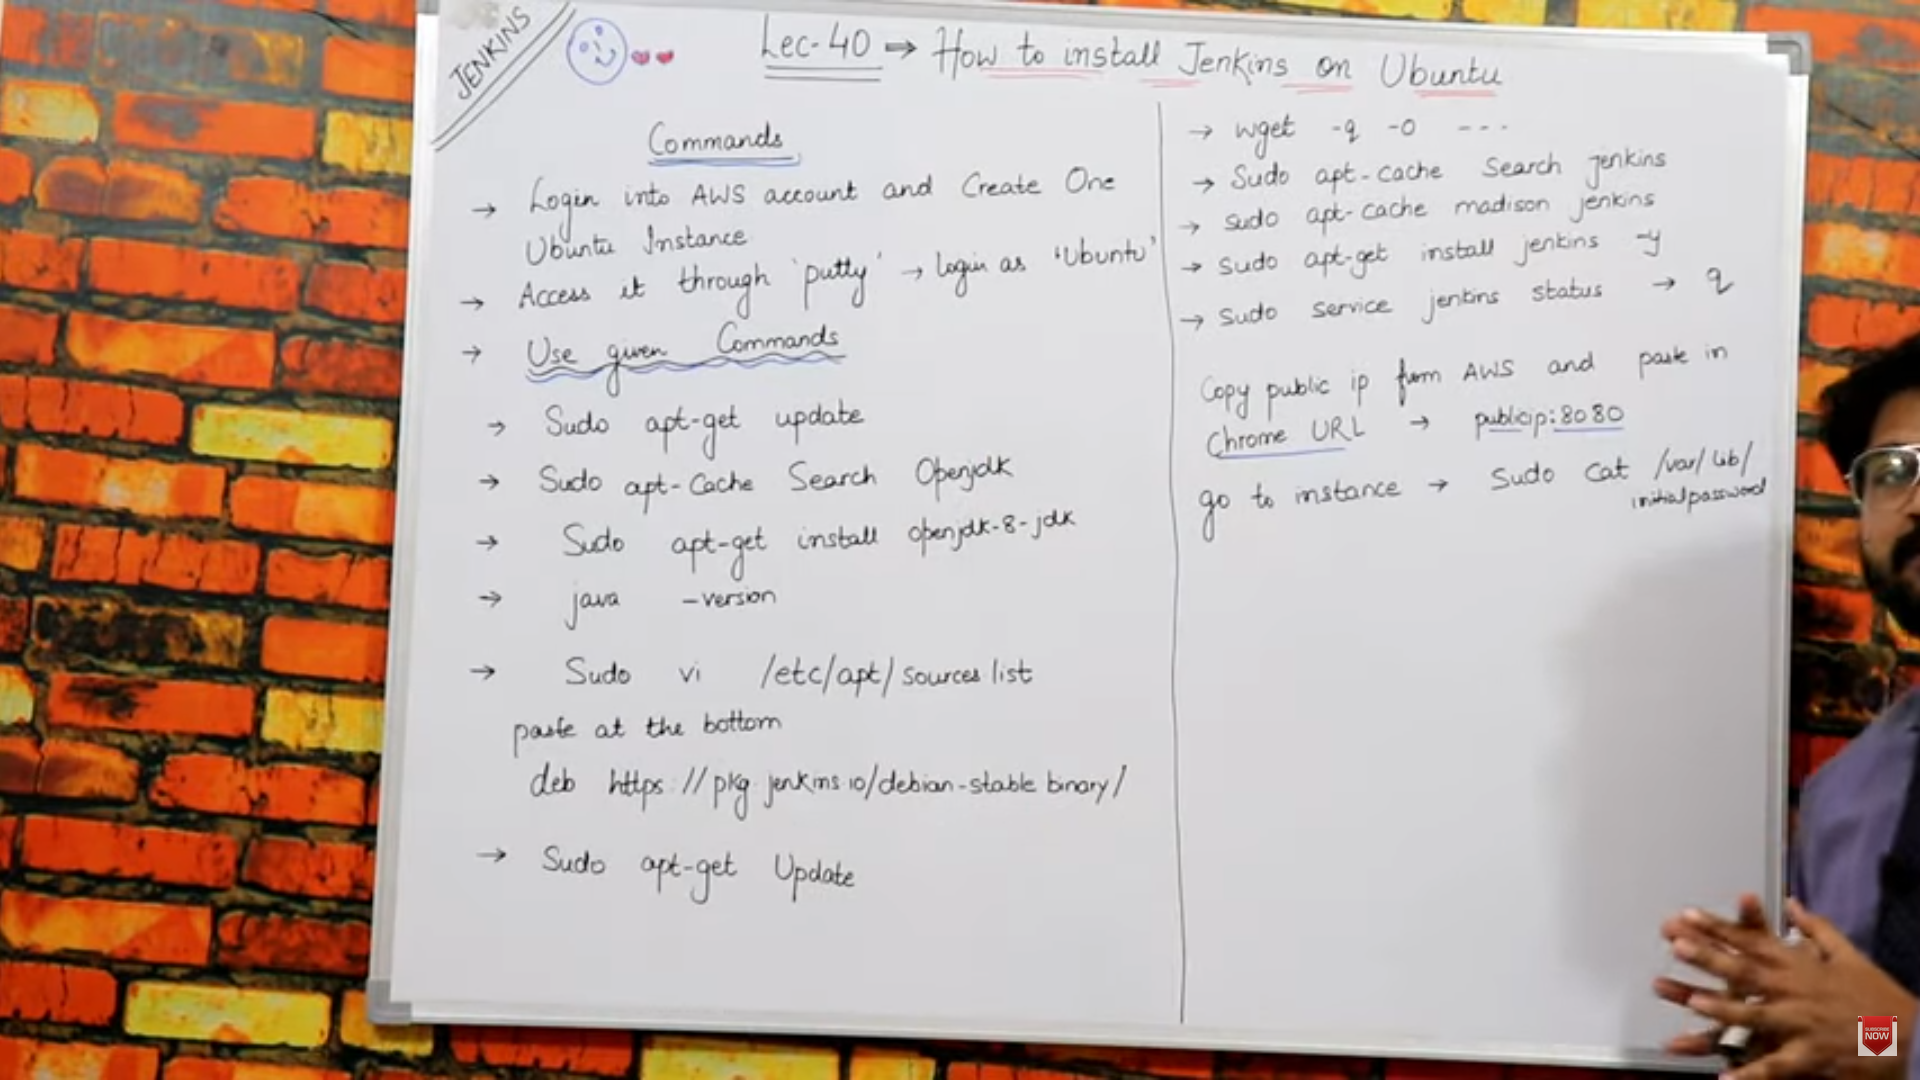 JENKINS
Lec-40 → How to install Jenkins on Ubuntu
Commands
→ Login into AWS account and Create One
Ubuntu Instance
→ Access it through 'putty' → login as 'Ubuntu'
→ Use given Commands
→ Sudo apt-get update
→ Sudo apt-Cache Search Openjdk
→ Sudo apt-get install openjdk-8-jdk
→ java -version
→ Sudo vi /etc/apt/sources list
paste at the bottom
deb https://pkg.jenkins.io/debian-stable binary/
→ Sudo apt-get Update
→ wget -q -O ---
→ Sudo apt-cache Search jenkins
→ sudo apt-cache madison jenkins
→ sudo apt-get install jenkins -y
→ sudo service jenkins status → q
Copy public ip from AWS and paste in
Chrome URL → publicip:8080
go to instance → Sudo Cat /var/lib/
initialpassword
SUBSCRIBE
NOW